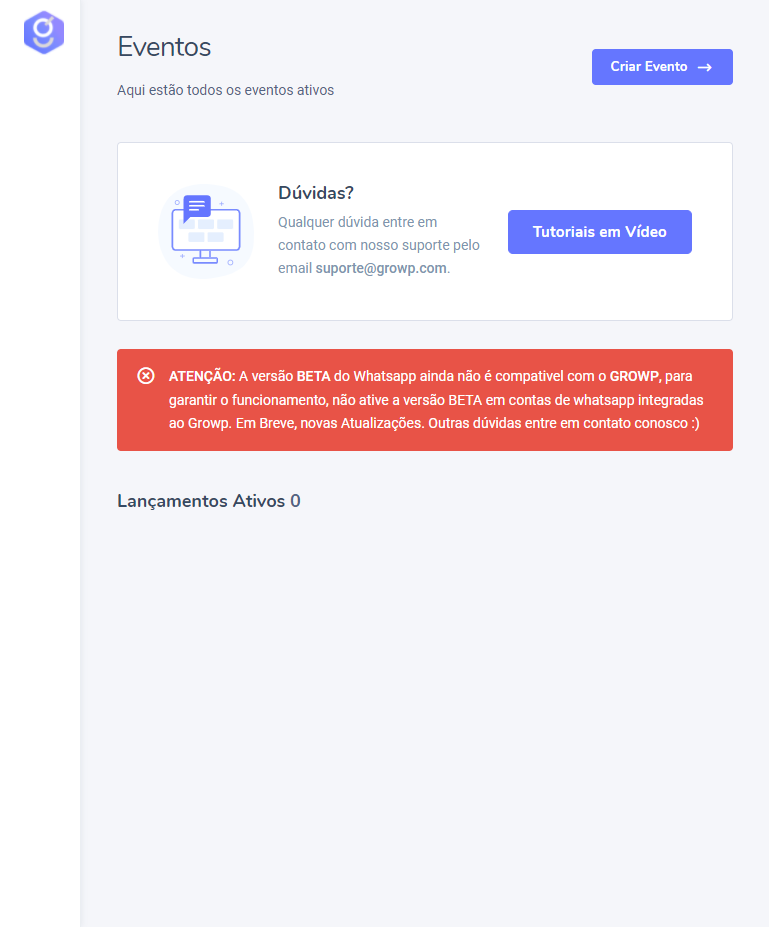 Eventos
Criar Evento →
Aqui estão todos os eventos ativos
Dúvidas?
Qualquer dúvida entre em
contato com nosso suporte pelo
email suporte@growp.com.
Tutoriais em Vídeo
ATENÇÃO: A versão BETA do Whatsapp ainda não é compativel com o GROWP, para
garantir o funcionamento, não ative a versão BETA em contas de whatsapp integradas
ao Growp. Em Breve, novas Atualizações. Outras dúvidas entre em contato conosco :)
Lançamentos Ativos 0